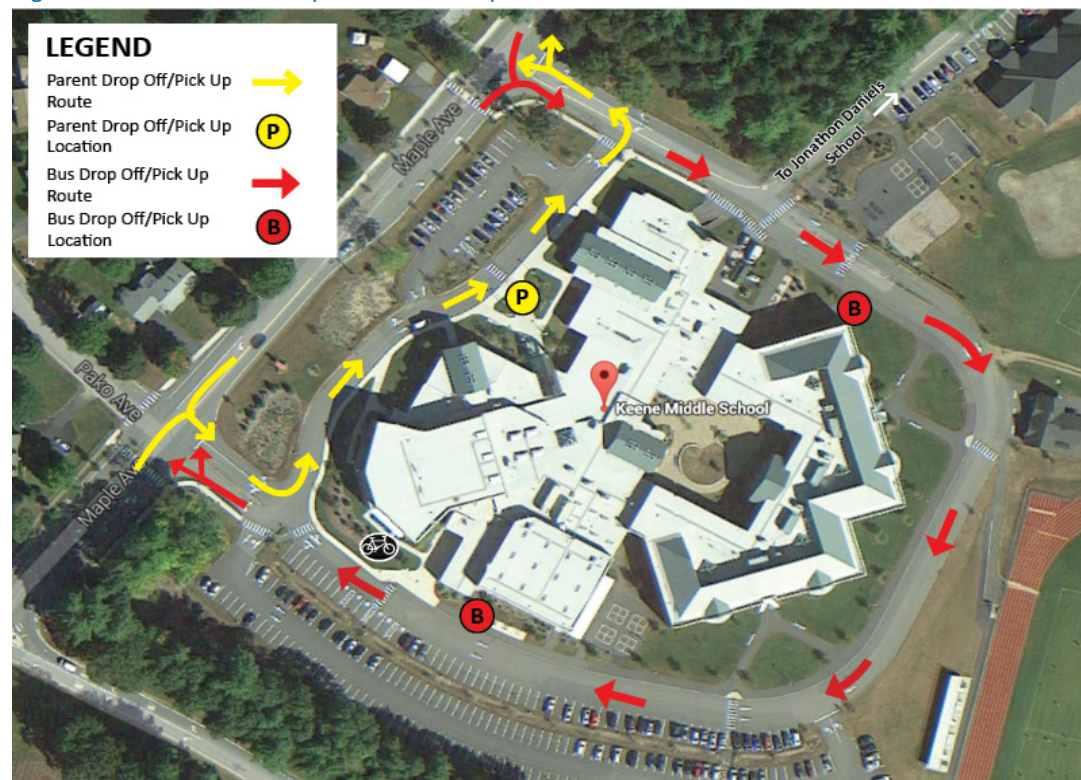 LEGEND
Parent Drop Off/Pick Up
Route
Parent Drop Off/Pick Up
Location
P
Bus Drop Off/Pick Up
Route
Bus Drop Off/Pick Up
Location
B
Maple Ave
To Jonathon Daniels
School
P
B
Pako Ave
Keene Middle School
Maple Ave
B